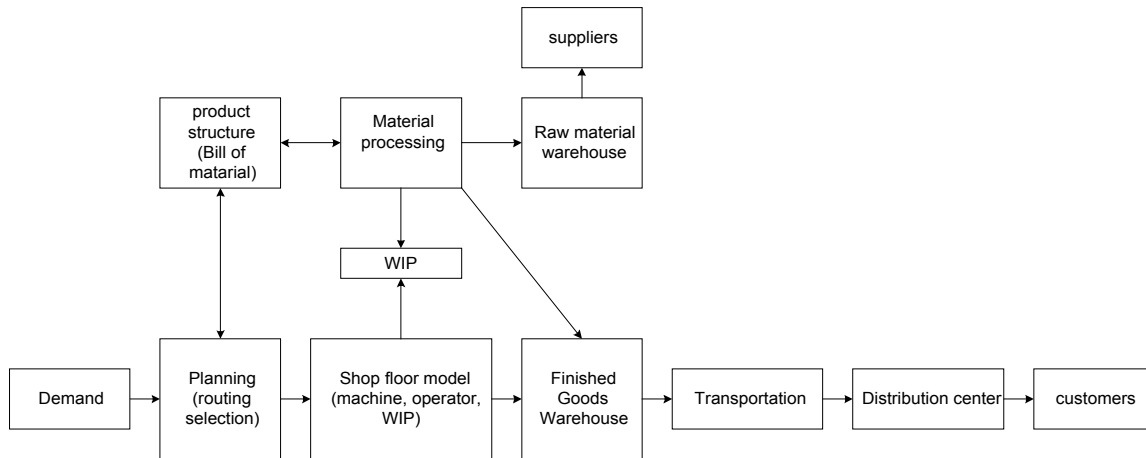 suppliers
product
structure
(Bill of
matarial)
Material
processing
Raw material
warehouse
WIP
Demand
Planning
(routing
selection)
Shop floor model
(machine, operator,
WIP)
Finished
Goods
Warehouse
Transportation
Distribution center
customers